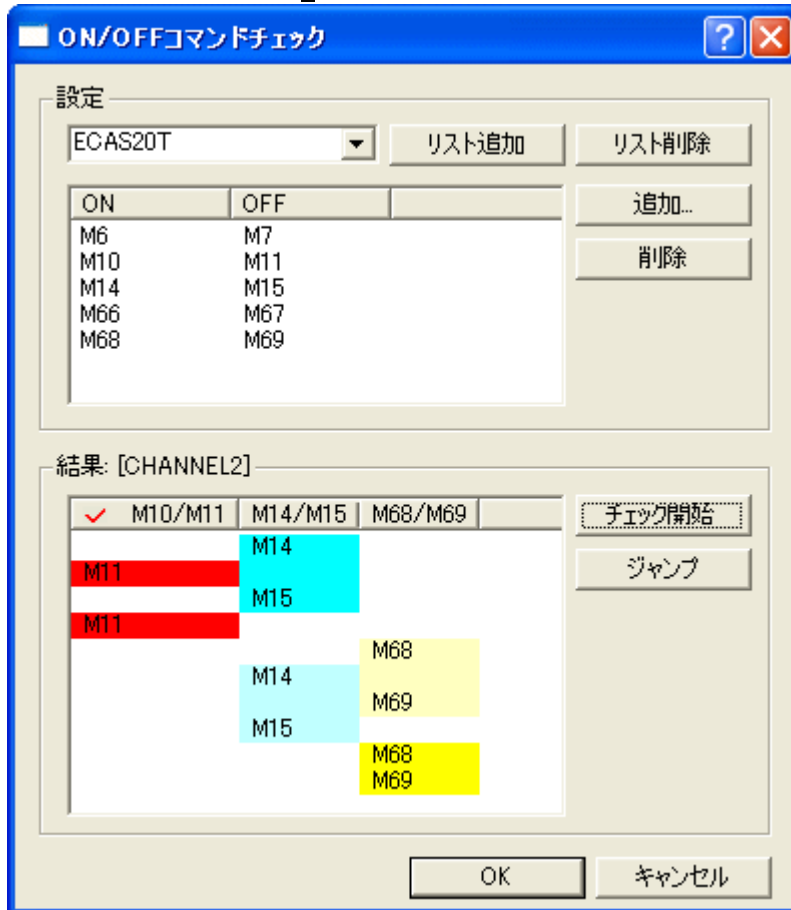 ON/OFFコマンドチェック
設定
ECAS20T リスト追加 リスト削除
ON OFF 追加...
M6 M7
M10 M11 削除
M14 M15
M66 M67
M68 M69
結果: [CHANNEL2]
M10/M11 M14/M15 M68/M69 チェック開始
M14
M11 ジャンプ
M15
M11
M68
M14
M69
M15
M68
M69
OK キャンセル